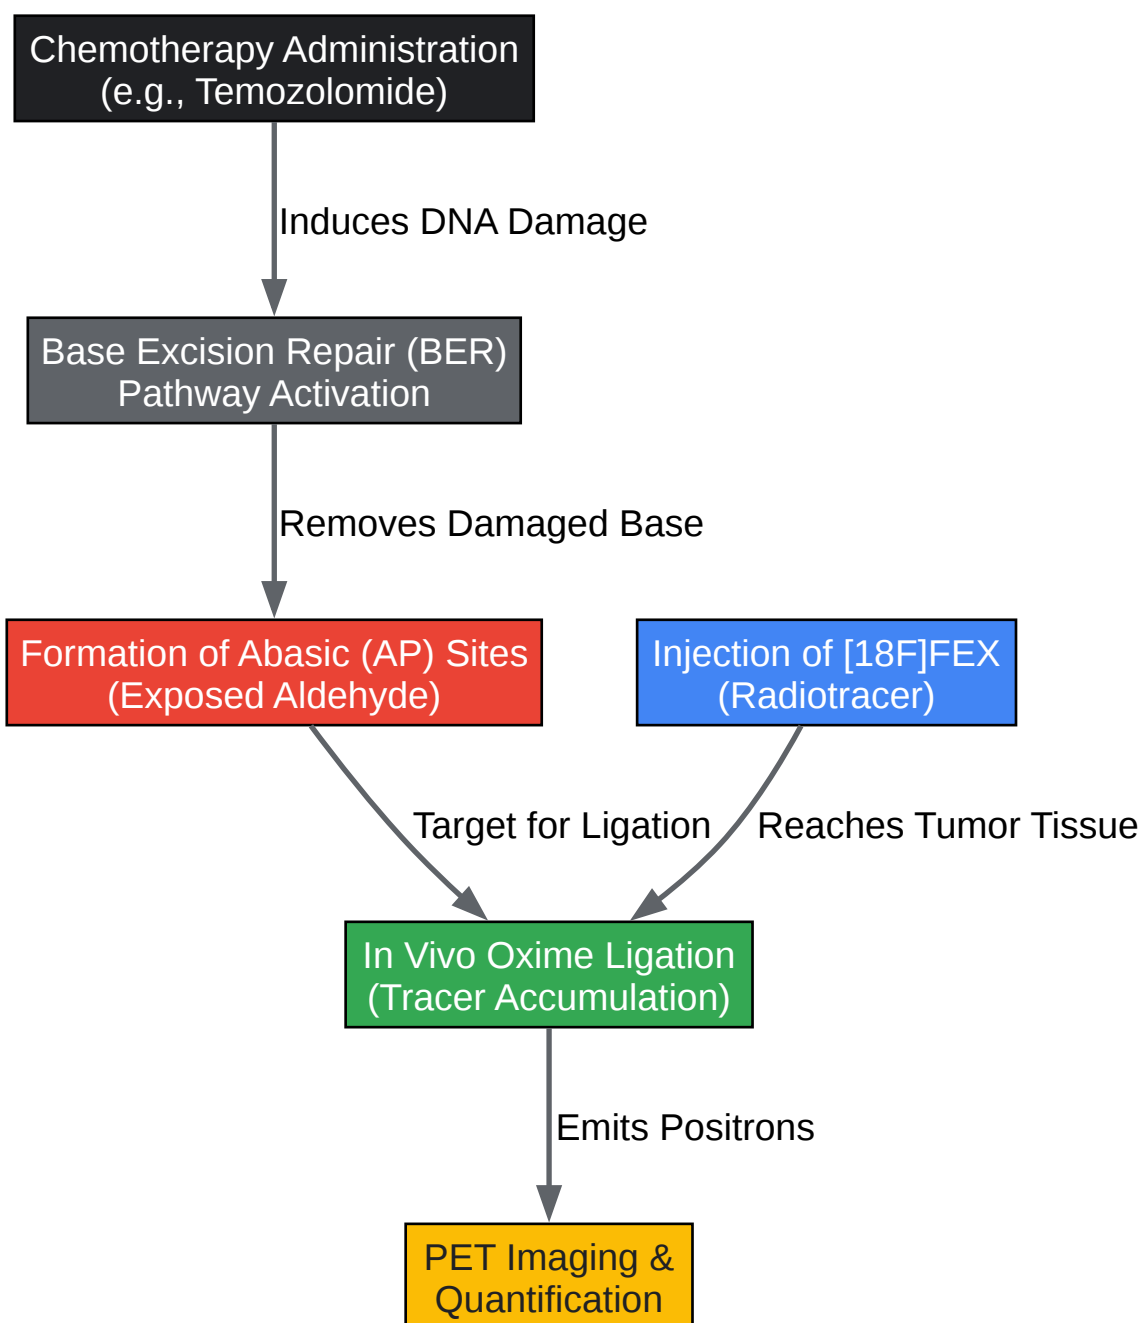 Chemotherapy Administration
(e.g., Temozolomide)
Induces DNA Damage
Base Excision Repair (BER)
Pathway Activation
Removes Damaged Base
Formation of Abasic (AP) Sites
(Exposed Aldehyde)
Injection of [18F]FEX
(Radiotracer)
Target for Ligation
Reaches Tumor Tissue
In Vivo Oxime Ligation
(Tracer Accumulation)
Emits Positrons
PET Imaging &
Quantification